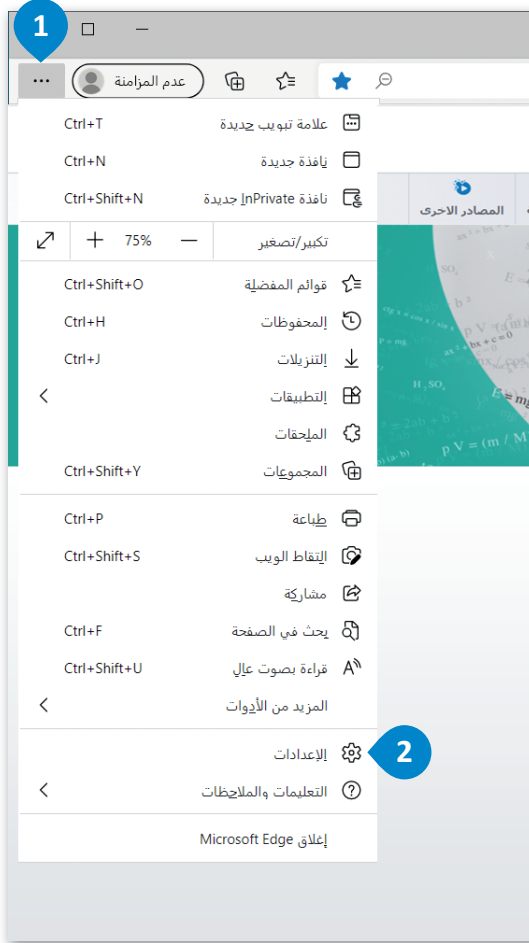 1
عدم المزامنة
علامة تبويب جديدة Ctrl+T
نافذة جديدة Ctrl+N
نافذة InPrivate جديدة Ctrl+Shift+N
تكبير/تصغير — 75% +
قوائم المفضلة Ctrl+Shift+O
المحفوظات Ctrl+H
التنزيلات Ctrl+J
التطبيقات
الملحقات
المجموعات Ctrl+Shift+Y
طباعة Ctrl+P
التقاط الويب Ctrl+Shift+S
مشاركة
بحث في الصفحة Ctrl+F
قراءة بصوت عالٍ Ctrl+Shift+U
المزيد من الأدوات
الإعدادات
2
التعليمات والملاحظات
إغلاق Microsoft Edge
المصادر الاخرى